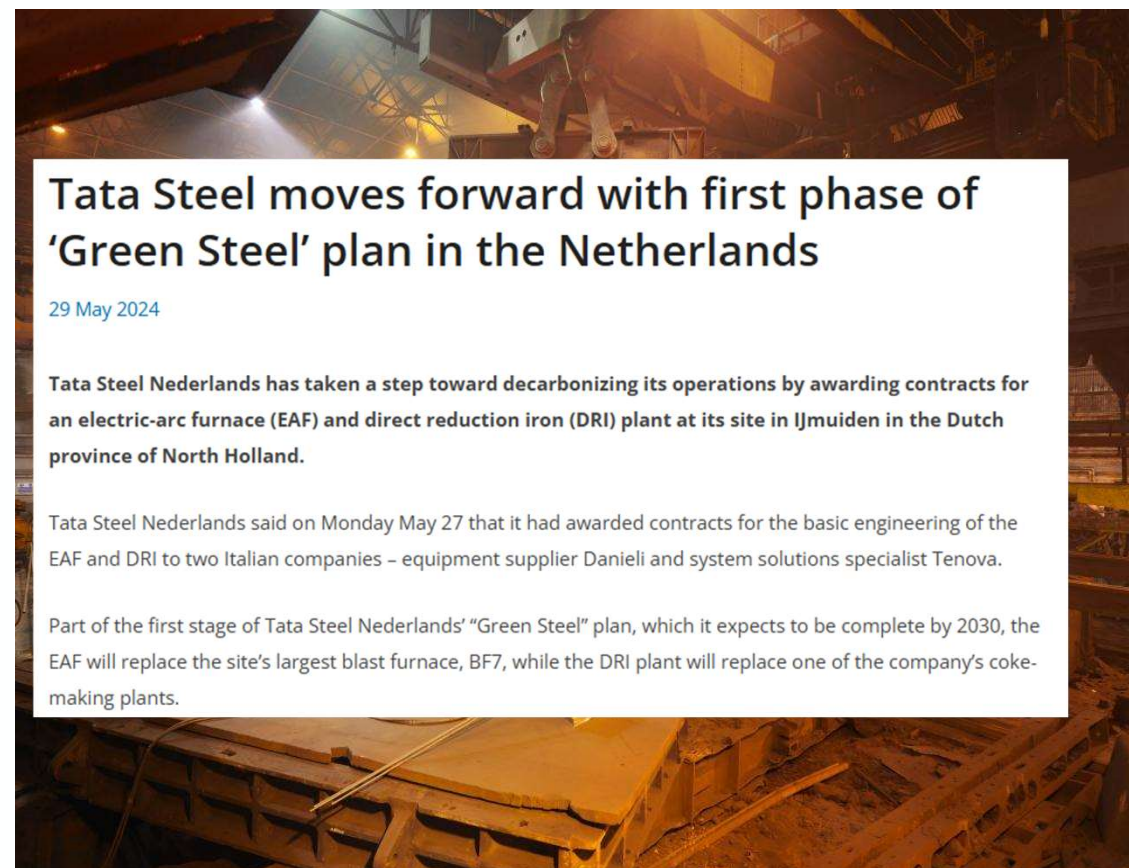 Tata Steel moves forward with first phase of
‘Green Steel’ plan in the Netherlands
29 May 2024
Tata Steel Nederlands has taken a step toward decarbonizing its operations by awarding contracts for
an electric-arc furnace (EAF) and direct reduction iron (DRI) plant at its site in IJmuiden in the Dutch
province of North Holland.
Tata Steel Nederlands said on Monday May 27 that it had awarded contracts for the basic engineering of the
EAF and DRI to two Italian companies – equipment supplier Danieli and system solutions specialist Tenova.
Part of the first stage of Tata Steel Nederlands’ “Green Steel” plan, which it expects to be complete by 2030, the
EAF will replace the site’s largest blast furnace, BF7, while the DRI plant will replace one of the company’s coke-
making plants.